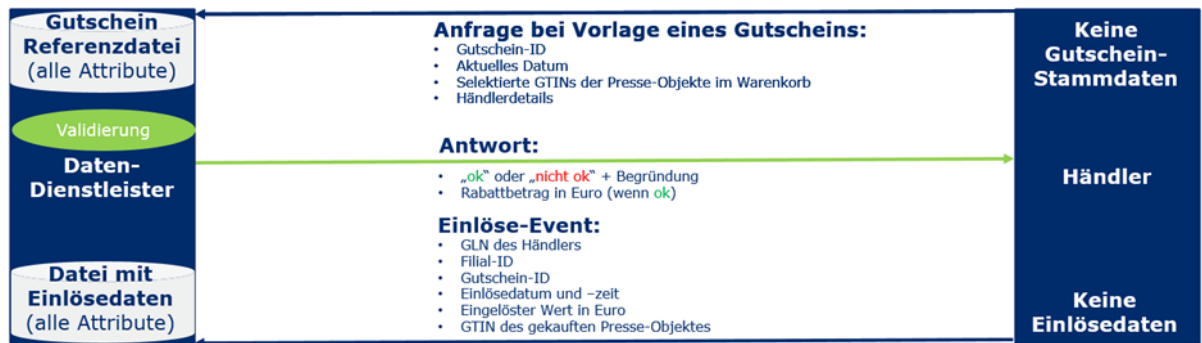 Gutschein
Referenzdatei
(alle Attribute)
Validierung
Daten-
Dienstleister
Datei mit
Einlösedaten
(alle Attribute)
Anfrage bei Vorlage eines Gutscheins:
• Gutschein-ID
• Aktuelles Datum
• Selektierte GTINs der Presse-Objekte im Warenkorb
• Händlerdetails
Antwort:
• „ok“ oder „nicht ok“ + Begründung
• Rabattbetrag in Euro (wenn ok)
Einlöse-Event:
• GLN des Händlers
• Filial-ID
• Gutschein-ID
• Einlösedatum und –zeit
• Eingelöster Wert in Euro
• GTIN des gekauften Presse-Objektes
Keine
Gutschein-
Stammdaten
Händler
Keine
Einlösedaten